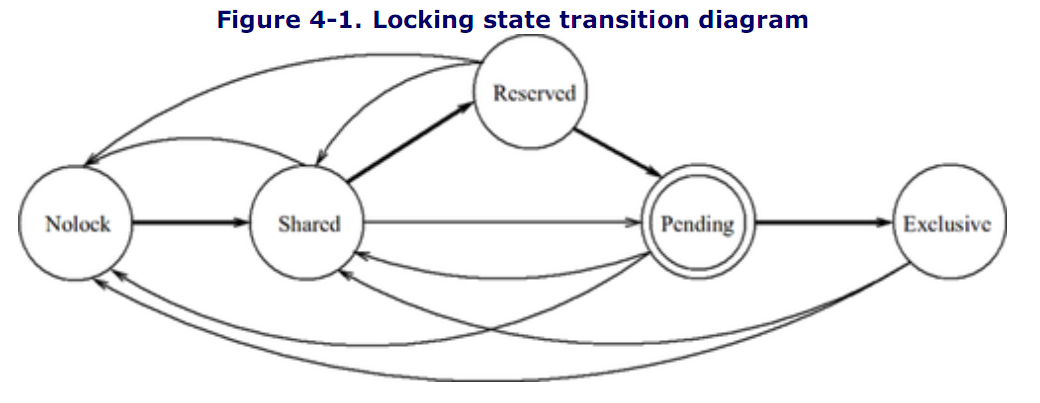 Figure 4-1. Locking state transition diagram
Reserved
Nolock
Shared
Pending
Exclusive